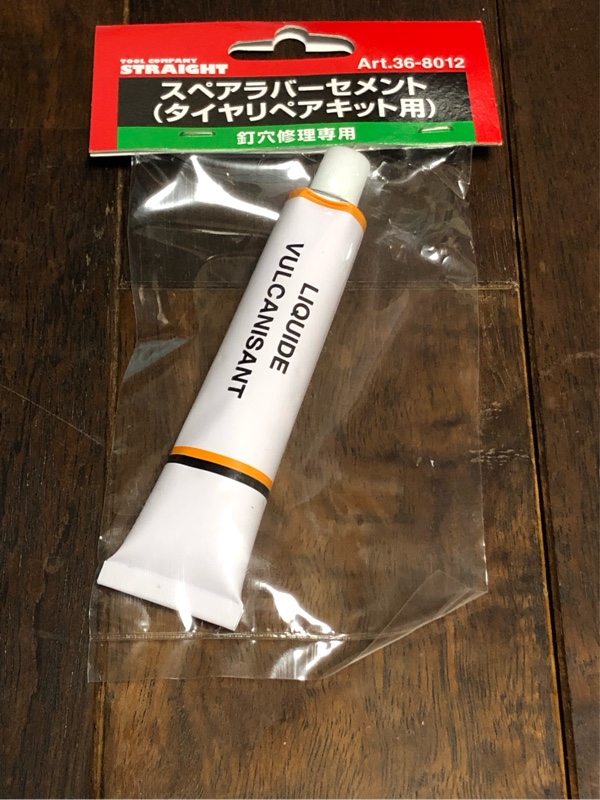 TOOL COMPANY
STRAIGHT
Art.36-8012
スペアラバーセメント
(タイヤリペアキット用)
釘穴修理専用
LIQUIDE
VULCANISANT